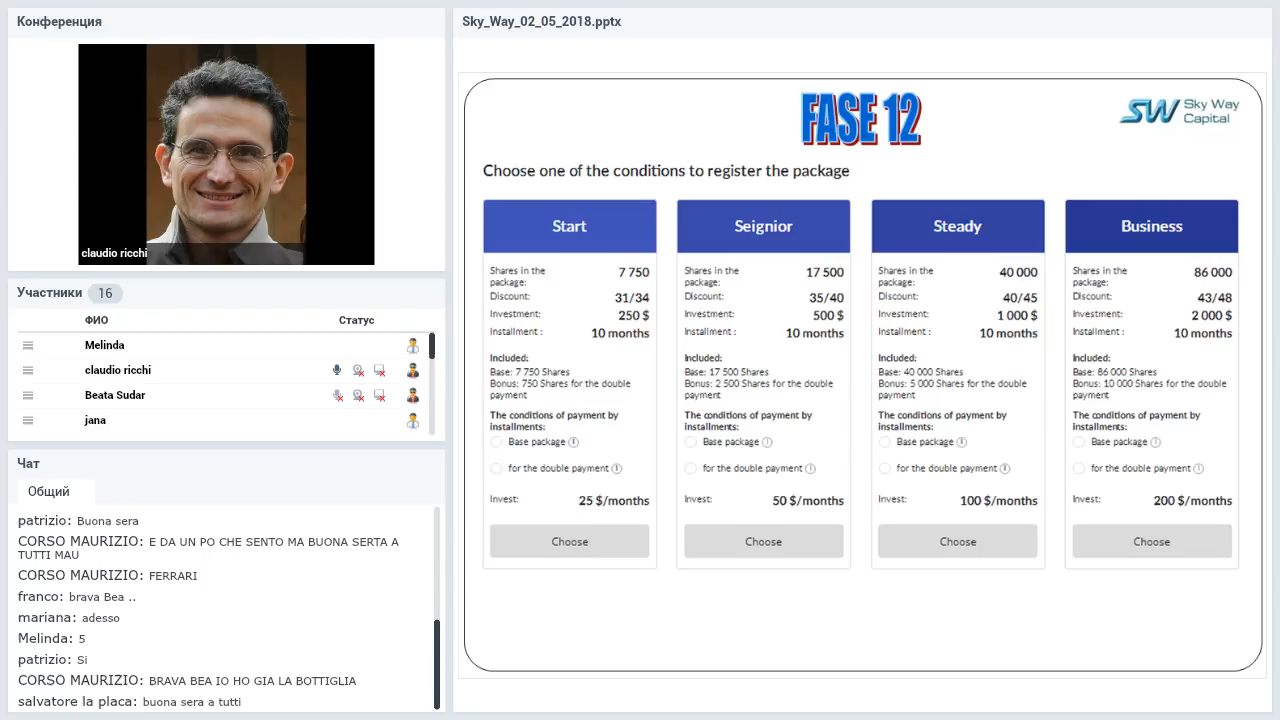 Конференция
claudio ricchi
Участники 16
ФИО Статус
Melinda
claudio ricchi
Beata Sudar
jana
Чат
Общий
patrizio: Buona sera
CORSO MAURIZIO: E DA UN PO CHE SENTO MA BUONA SERTA A
TUTTI MAU
CORSO MAURIZIO: FERRARI
franco: brava Bea ..
mariana: adesso
Melinda: 5
patrizio: Si
CORSO MAURIZIO: BRAVA BEA IO HO GIA LA BOTTIGLIA
salvatore la placa: buona sera a tutti
Sky_Way_02_05_2018.pptx
FASE 12
SW Sky Way
Capital
Choose one of the conditions to register the package
Start
Shares in the
package: 7 750
Discount: 31/34
Investment: 250 $
Installment : 10 months
Included:
Base: 7 750 Shares
Bonus: 750 Shares for the double
payment
The conditions of payment by
installments:
Base package
for the double payment
Invest: 25 $/months
Choose
Seignior
Shares in the
package: 17 500
Discount: 35/40
Investment: 500 $
Installment : 10 months
Included:
Base: 17 500 Shares
Bonus: 2 500 Shares for the double
payment
The conditions of payment by
installments:
Base package
for the double payment
Invest: 50 $/months
Choose
Steady
Shares in the
package: 40 000
Discount: 40/45
Investment: 1 000 $
Installment : 10 months
Included:
Base: 40 000 Shares
Bonus: 5 000 Shares for the double
payment
The conditions of payment by
installments:
Base package
for the double payment
Invest: 100 $/months
Choose
Business
Shares in the
package: 86 000
Discount: 43/48
Investment: 2 000 $
Installment : 10 months
Included:
Base: 86 000 Shares
Bonus: 10 000 Shares for the double
payment
The conditions of payment by
installments:
Base package
for the double payment
Invest: 200 $/months
Choose